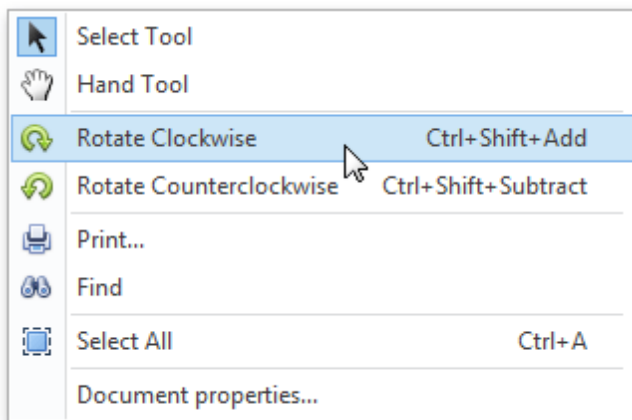 Select Tool
Hand Tool
Rotate Clockwise Ctrl+Shift+Add
Rotate Counterclockwise Ctrl+Shift+Subtract
Print...
Find
Select All Ctrl+A
Document properties...